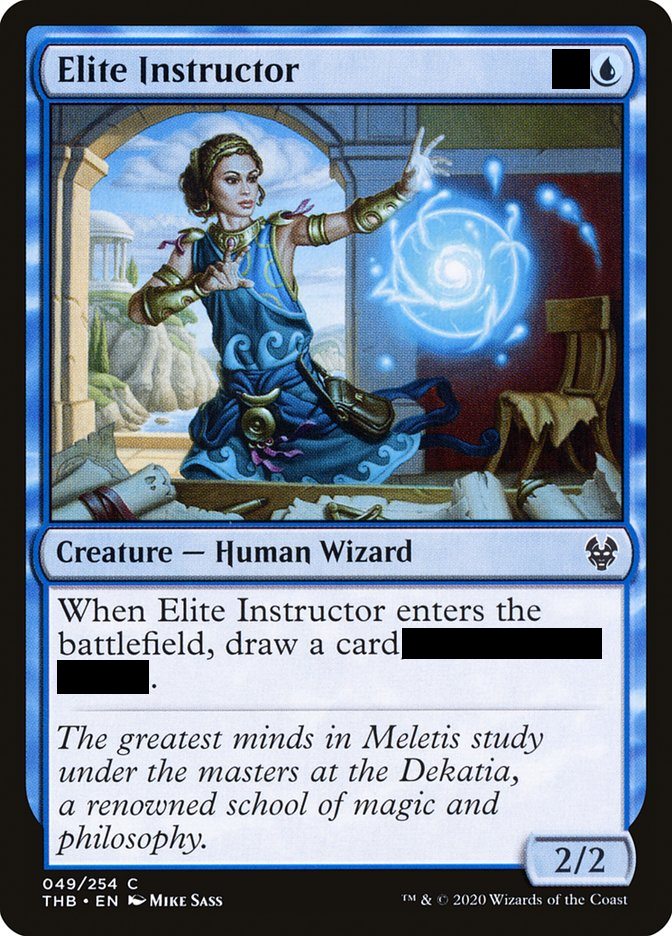 Elite Instructor
Creature — Human Wizard
When Elite Instructor enters the
battlefield, draw a card
.
The greatest minds in Meletis study
under the masters at the Dekatia,
a renowned school of magic and
philosophy.
2/2
049/254 C
THB • EN Mike Sass
™ & © 2020 Wizards of the Coast